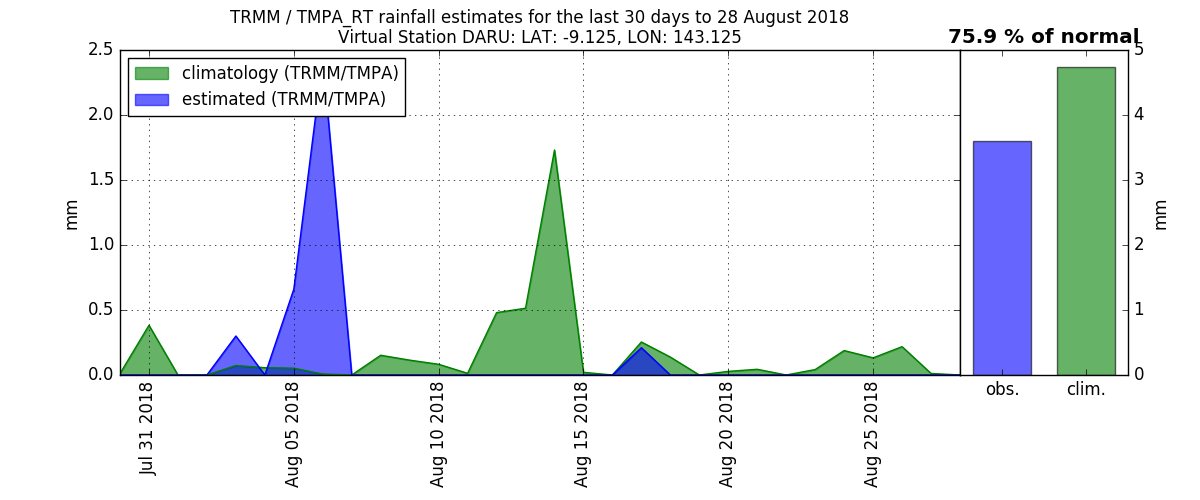 TRMM / TMPA_RT rainfall estimates for the last 30 days to 28 August 2018
Virtual Station DARU: LAT: -9.125, LON: 143.125
75.9 % of normal
climatology (TRMM/TMPA)
estimated (TRMM/TMPA)
2.5
2.0
1.5
1.0
0.5
0.0
mm
Jul 31 2018
Aug 05 2018
Aug 10 2018
Aug 15 2018
Aug 20 2018
Aug 25 2018
5
4
3
2
1
0
mm
obs.
clim.